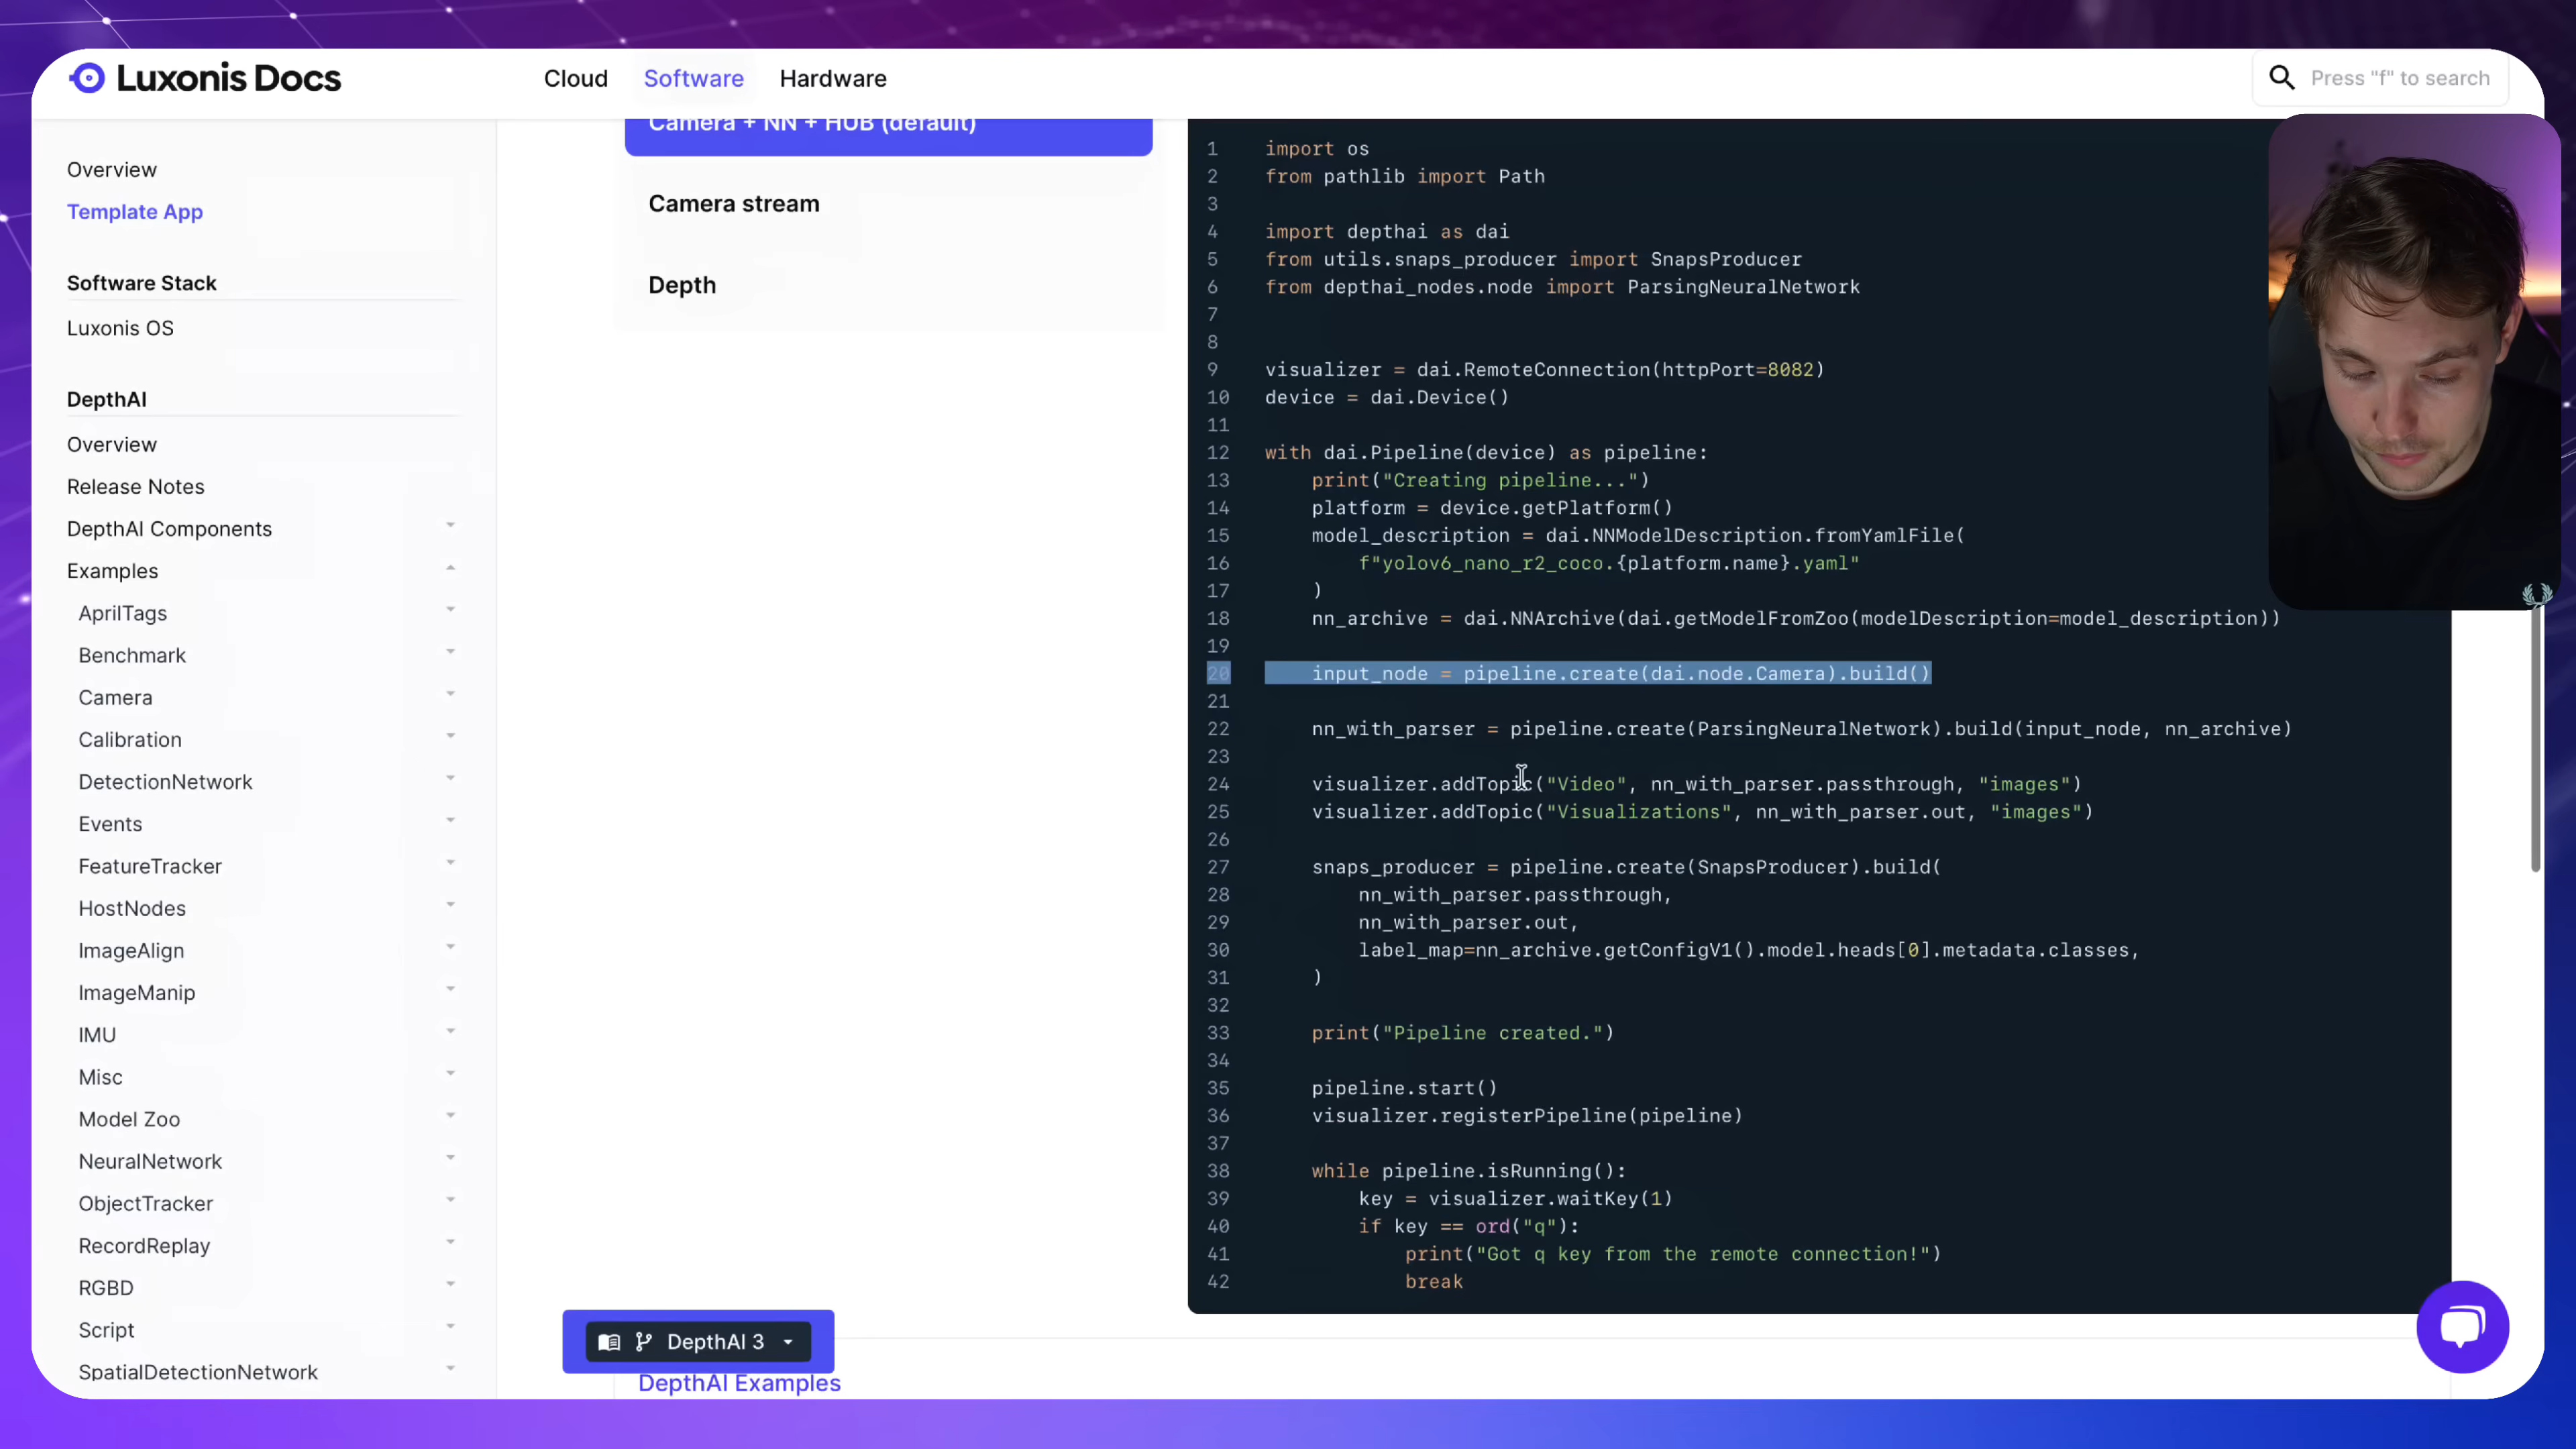 Luxonis Docs
Cloud
Software
Hardware
Press "f" to search
Overview
Template App
Software Stack
Luxonis OS
DepthAI
Overview
Release Notes
DepthAI Components
Examples
AprilTags
Benchmark
Camera
Calibration
DetectionNetwork
Events
FeatureTracker
HostNodes
ImageAlign
ImageManip
IMU
Misc
Model Zoo
NeuralNetwork
ObjectTracker
RecordReplay
RGBD
Script
SpatialDetectionNetwork
Camera + NN + HUB (default)
Camera stream
Depth
1 import os
2 from pathlib import Path
3
4 import depthai as dai
5 from utils.snaps_producer import SnapsProducer
6 from depthai_nodes.node import ParsingNeuralNetwork
7
8
9 visualizer = dai.RemoteConnection(httpPort=8082)
10 device = dai.Device()
11
12 with dai.Pipeline(device) as pipeline:
13 print("Creating pipeline...")
14 platform = device.getPlatform()
15 model_description = dai.NNModelDescription.fromYamlFile(
16 f"yolov6_nano_r2_coco.{platform.name}.yaml"
17 )
18 nn_archive = dai.NNArchive(dai.getModelFromZoo(modelDescription=model_description))
19
20 input_node = pipeline.create(dai.node.Camera).build()
21
22 nn_with_parser = pipeline.create(ParsingNeuralNetwork).build(input_node, nn_archive)
23
24 visualizer.addTopic("Video", nn_with_parser.passthrough, "images")
25 visualizer.addTopic("Visualizations", nn_with_parser.out, "images")
26
27 snaps_producer = pipeline.create(SnapsProducer).build(
28 nn_with_parser.passthrough,
29 nn_with_parser.out,
30 label_map=nn_archive.getConfigV1().model.heads[0].metadata.classes,
31 )
32
33 print("Pipeline created.")
34
35 pipeline.start()
36 visualizer.registerPipeline(pipeline)
37
38 while pipeline.isRunning():
39 key = visualizer.waitKey(1)
40 if key == ord("q"):
41 print("Got q key from the remote connection!")
42 break
DepthAI 3
DepthAI Examples